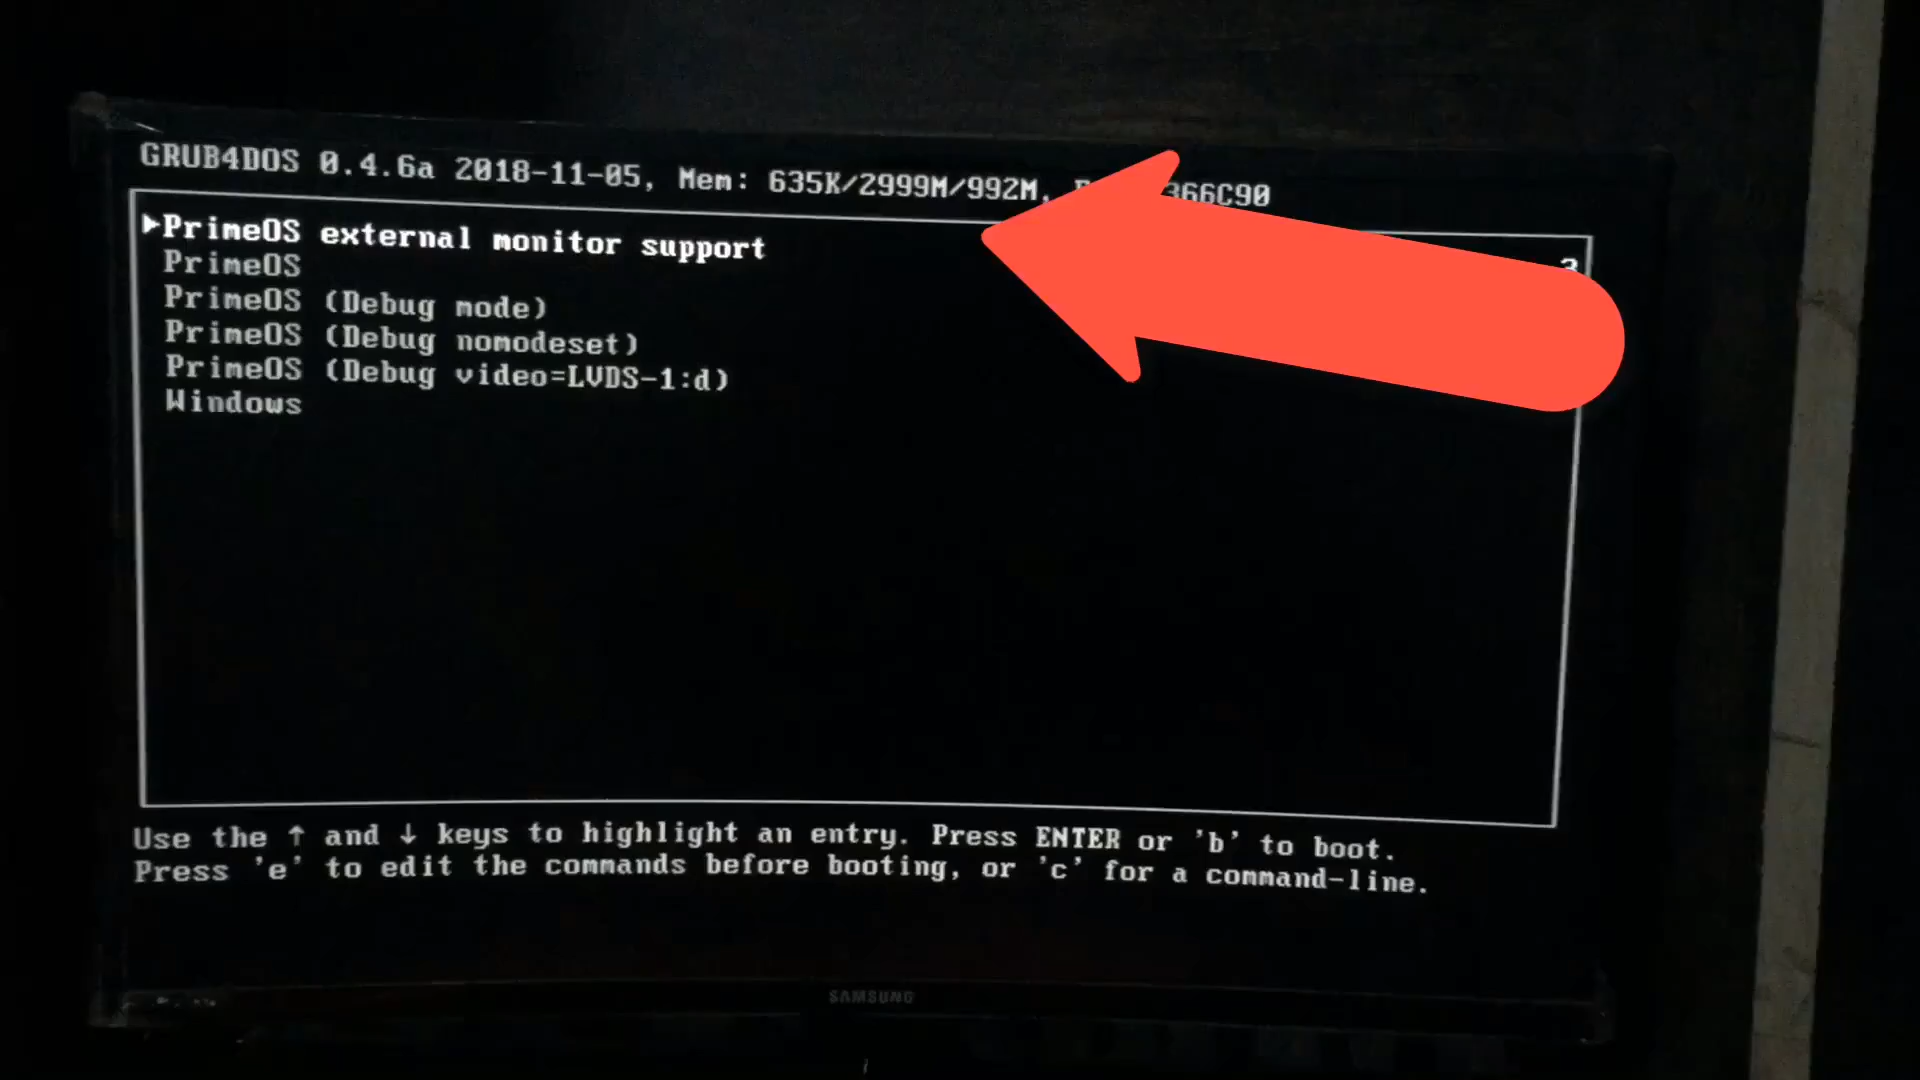 GRUB4DOS 0.4.6a 2018-11-05, Mem: 635K/2999M/992M, 366C90
PrimeOS external monitor support
3
PrimeOS
PrimeOS (Debug mode)
PrimeOS (Debug nomodeset)
PrimeOS (Debug video=LVDS-1:d)
Windows
Use the ↑ and ↓ keys to highlight an entry. Press ENTER or 'b' to boot.
Press 'e' to edit the commands before booting, or 'c' for a command-line.
SAMSUNG